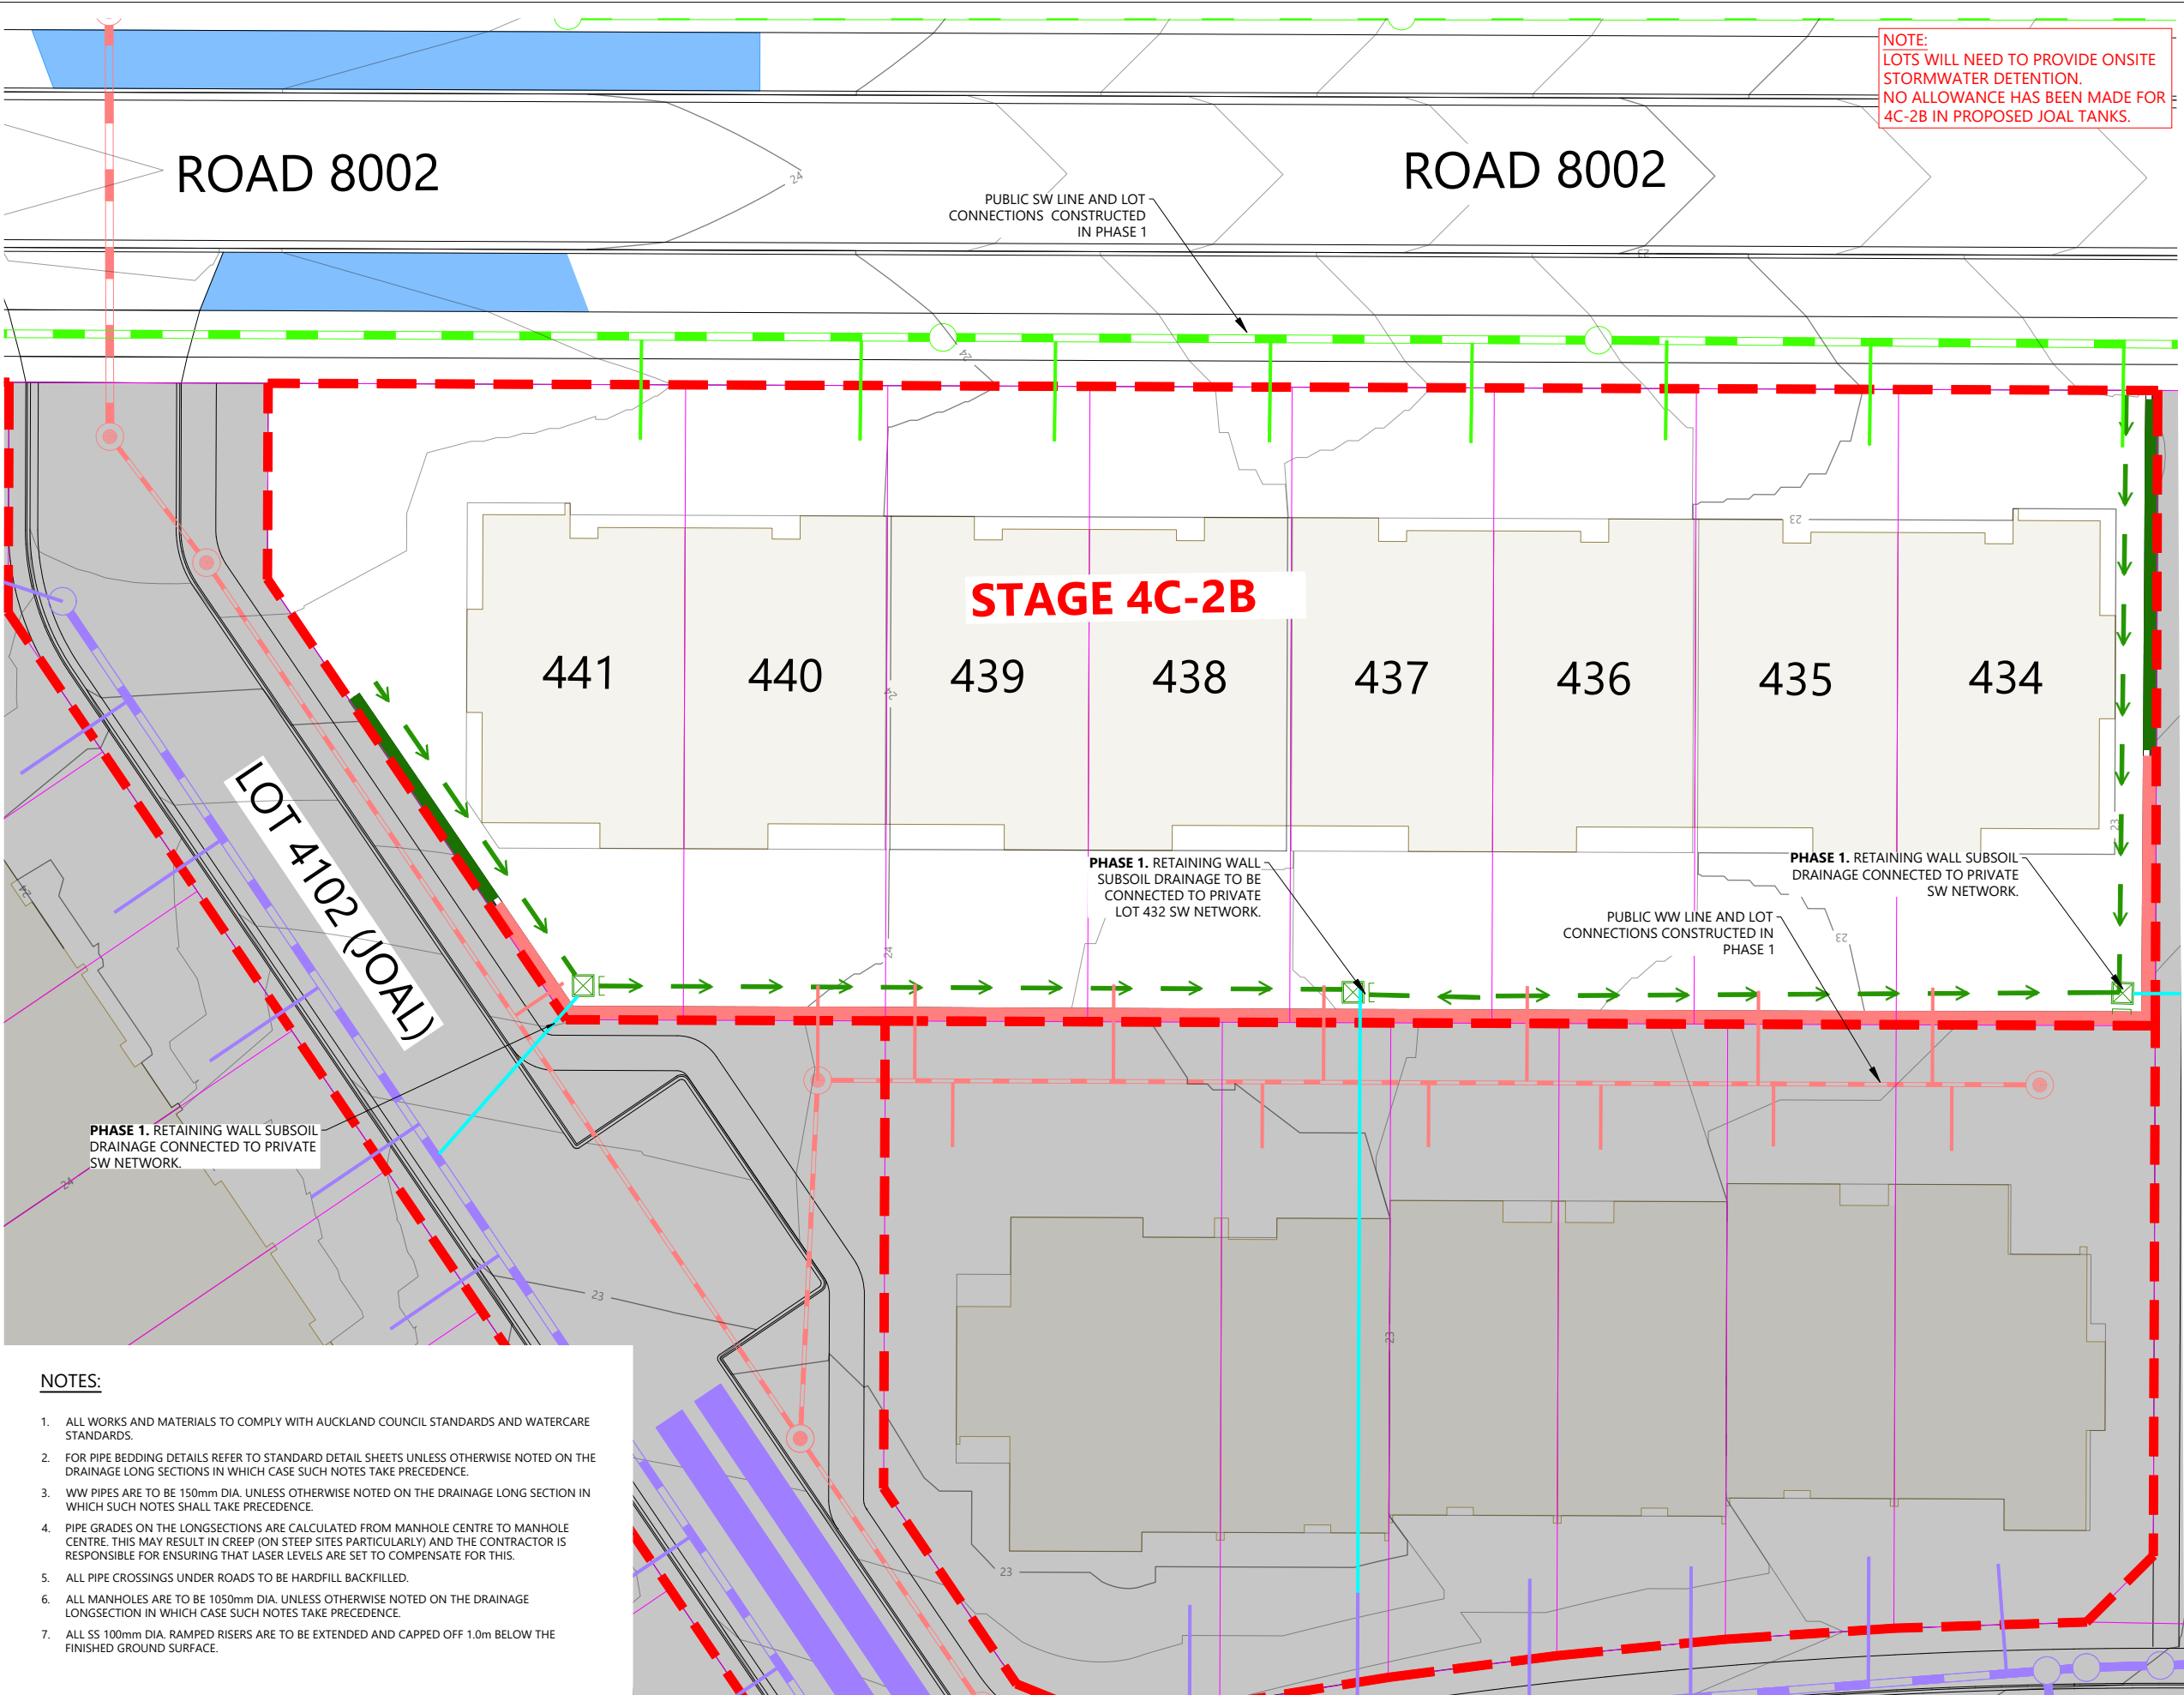 NOTE:
LOTS WILL NEED TO PROVIDE ONSITE
STORMWATER DETENTION.
NO ALLOWANCE HAS BEEN MADE FOR
4C-2B IN PROPOSED JOAL TANKS.
ROAD 8002
ROAD 8002
24
PUBLIC SW LINE AND LOT
CONNECTIONS CONSTRUCTED
IN PHASE 1
23
24
23
STAGE 4C-2B
441
440
439
438
437
436
435
434
24
23
LOT 4102 (JOAL)
PHASE 1. RETAINING WALL
SUBSOIL DRAINAGE TO BE
CONNECTED TO PRIVATE
LOT 432 SW NETWORK.
PHASE 1. RETAINING WALL SUBSOIL
DRAINAGE CONNECTED TO PRIVATE
SW NETWORK.
PUBLIC WW LINE AND LOT
CONNECTIONS CONSTRUCTED IN
PHASE 1
24
23
24
PHASE 1. RETAINING WALL SUBSOIL
DRAINAGE CONNECTED TO PRIVATE
SW NETWORK.
24
23
23
23
NOTES:
1. ALL WORKS AND MATERIALS TO COMPLY WITH AUCKLAND COUNCIL STANDARDS AND WATERCARE
STANDARDS.
2. FOR PIPE BEDDING DETAILS REFER TO STANDARD DETAIL SHEETS UNLESS OTHERWISE NOTED ON THE
DRAINAGE LONG SECTIONS IN WHICH CASE SUCH NOTES TAKE PRECEDENCE.
3. WW PIPES ARE TO BE 150mm DIA. UNLESS OTHERWISE NOTED ON THE DRAINAGE LONG SECTION IN
WHICH SUCH NOTES SHALL TAKE PRECEDENCE.
4. PIPE GRADES ON THE LONGSECTIONS ARE CALCULATED FROM MANHOLE CENTRE TO MANHOLE
CENTRE. THIS MAY RESULT IN CREEP (ON STEEP SITES PARTICULARLY) AND THE CONTRACTOR IS
RESPONSIBLE FOR ENSURING THAT LASER LEVELS ARE SET TO COMPENSATE FOR THIS.
5. ALL PIPE CROSSINGS UNDER ROADS TO BE HARDFILL BACKFILLED.
6. ALL MANHOLES ARE TO BE 1050mm DIA. UNLESS OTHERWISE NOTED ON THE DRAINAGE
LONGSECTION IN WHICH CASE SUCH NOTES TAKE PRECEDENCE.
7. ALL SS 100mm DIA. RAMPED RISERS ARE TO BE EXTENDED AND CAPPED OFF 1.0m BELOW THE
FINISHED GROUND SURFACE.